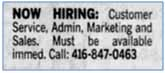 NOW HIRING: Customer
Service, Admin, Marketing and
Sales. Must be available
immed. Call: 416-847-0463